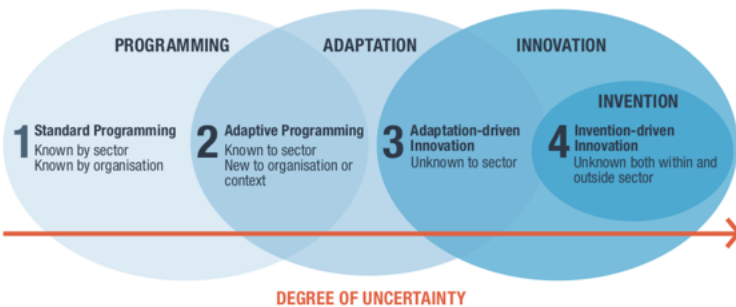 PROGRAMMING
ADAPTATION
INNOVATION
INVENTION
1
Standard Programming
Known by sector
Known by organisation
2
Adaptive Programming
Known to sector
New to organisation or
context
3
Adaptation-driven
Innovation
Unknown to sector
4
Invention-driven
Innovation
Unknown both within and
outside sector
DEGREE OF UNCERTAINTY